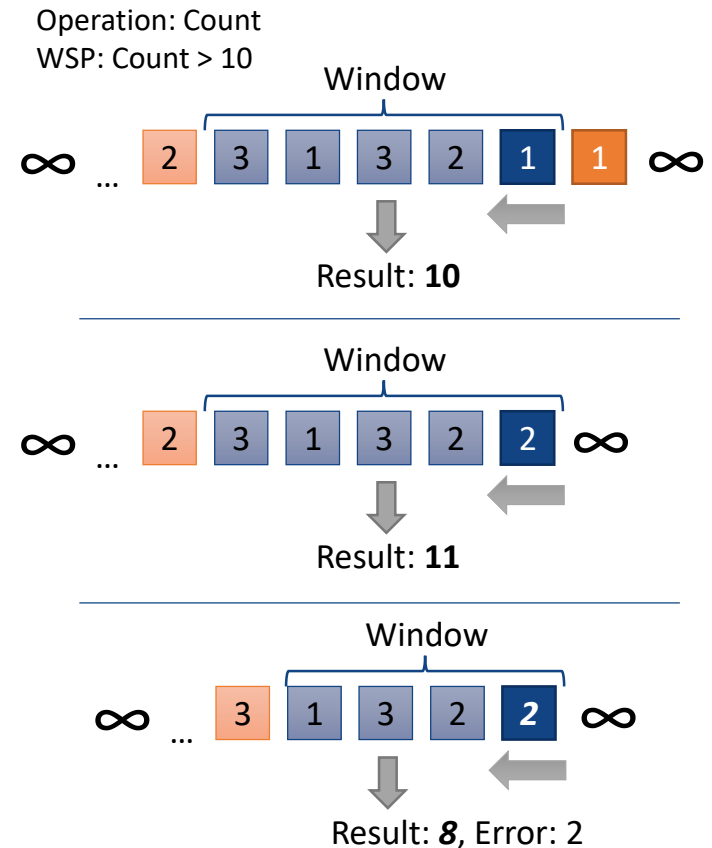 Operation: Count
WSP: Count > 10
Window
∞ ... 2 3 1 3 2 1 1 ∞
Result: 10
Window
∞ ... 2 3 1 3 2 2 ∞
Result: 11
Window
∞ ... 3 1 3 2 2 ∞
Result: 8, Error: 2